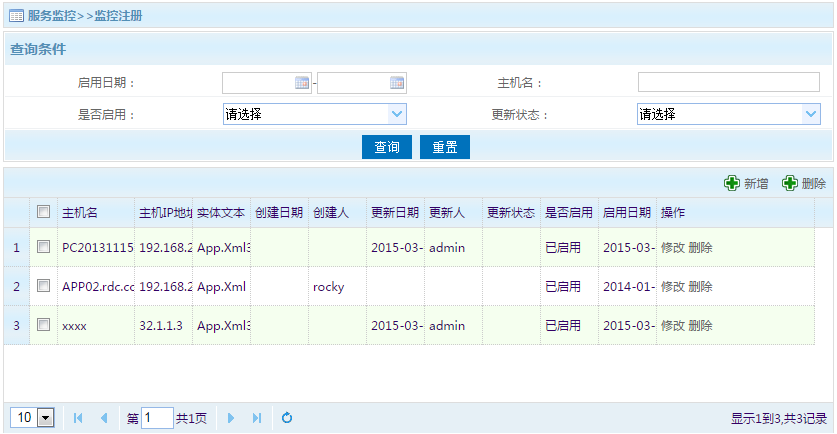 服务监控>>监控注册
查询条件
启用日期： - 主机名：
是否启用： 请选择 更新状态： 请选择
查询 重置
新增 删除
主机名 主机IP地址 实体文本 创建日期 创建人 更新日期 更新人 更新状态 是否启用 启用日期 操作
1 PC20131115 192.168.2 App.Xml3 2015-03- admin 已启用 2015-03- 修改 删除
2 APP02.rdc.cc 192.168.2 App.Xml rocky 已启用 2014-01- 修改 删除
3 xxxx 32.1.1.3 App.Xml3 2015-03- admin 已启用 2015-03- 修改 删除
10 第 1 共1页 显示1到3,共3记录